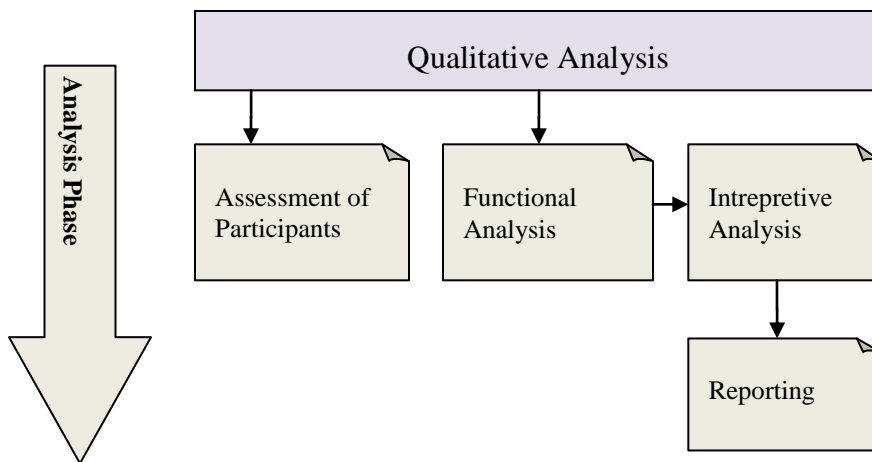 Qualitative Analysis
Analysis Phase
Assessment of
Participants
Functional
Analysis
Intrepretive
Analysis
Reporting